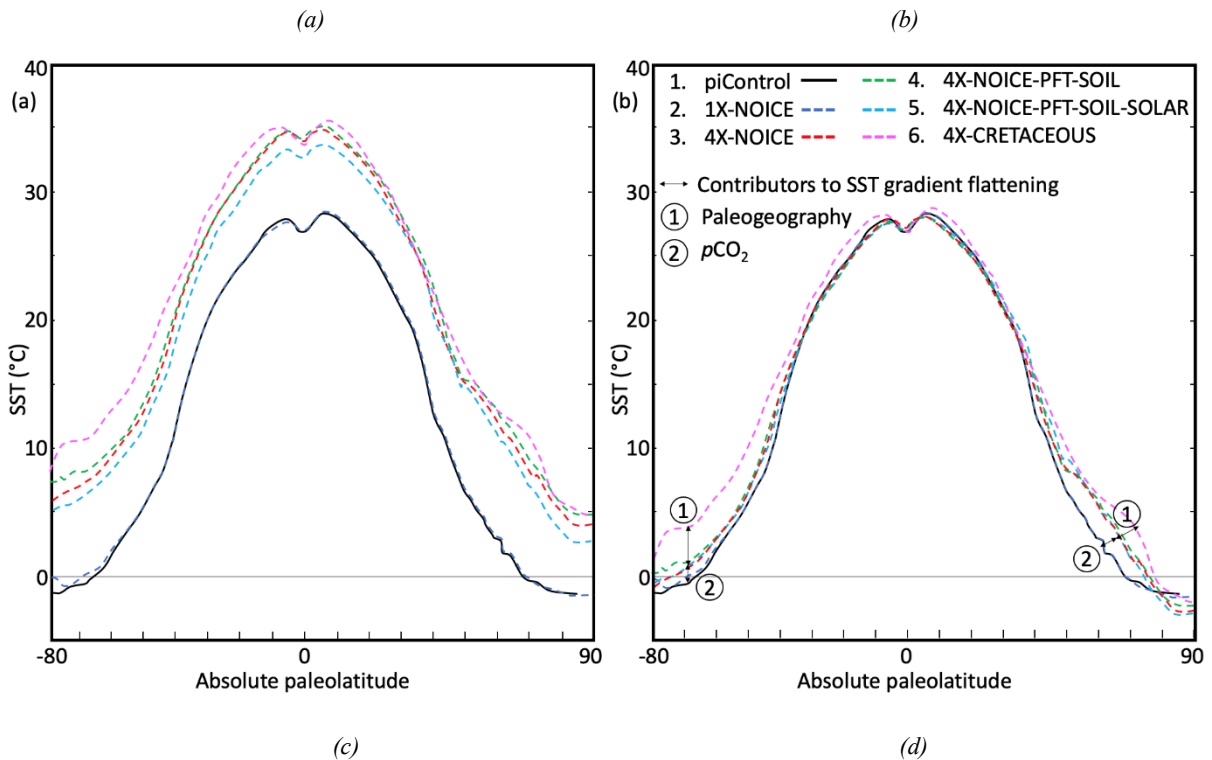 (a) (b)
(a)
40
30
20
10
0
SST (°C)
-80 0 90
Absolute paleolatitude
(b)
40
30
20
10
0
SST (°C)
1. piControl
2. 1X-NOICE
3. 4X-NOICE
4. 4X-NOICE-PFT-SOIL
5. 4X-NOICE-PFT-SOIL-SOLAR
6. 4X-CRETACEOUS
Contributors to SST gradient flattening
1 Paleogeography
2 pCO₂
1
2
1
2
-80 0 90
Absolute paleolatitude
(c) (d)